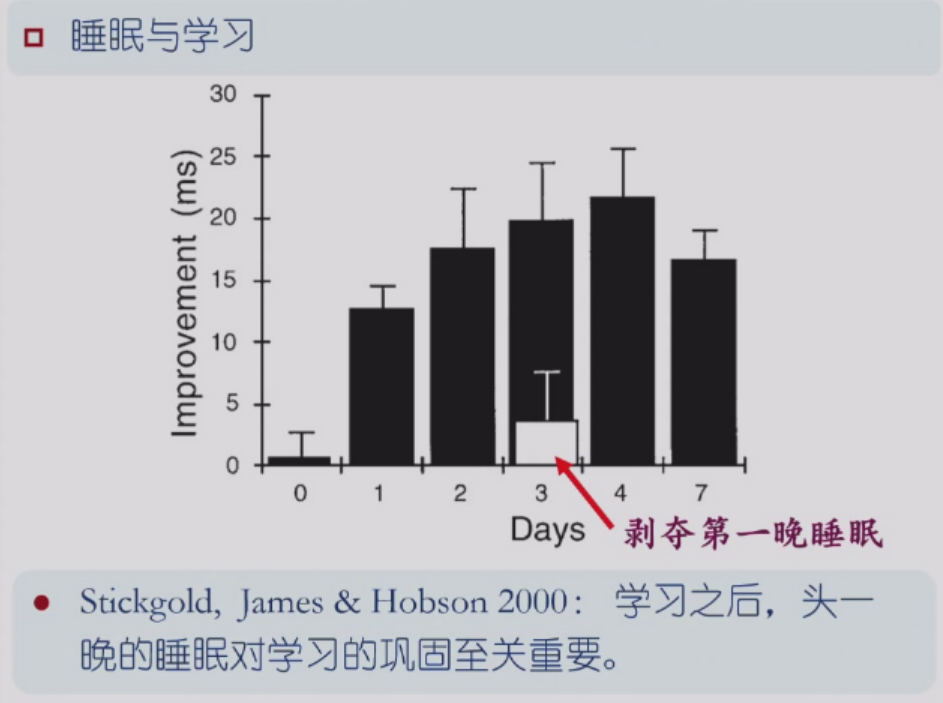 睡眠与学习
30
25
20
15
10
5
0
Improvement (ms)
0 1 2 3 4 7
Days
剥夺第一晚睡眠
Stickgold, James & Hobson 2000： 学习之后，头一
晚的睡眠对学习的巩固至关重要。